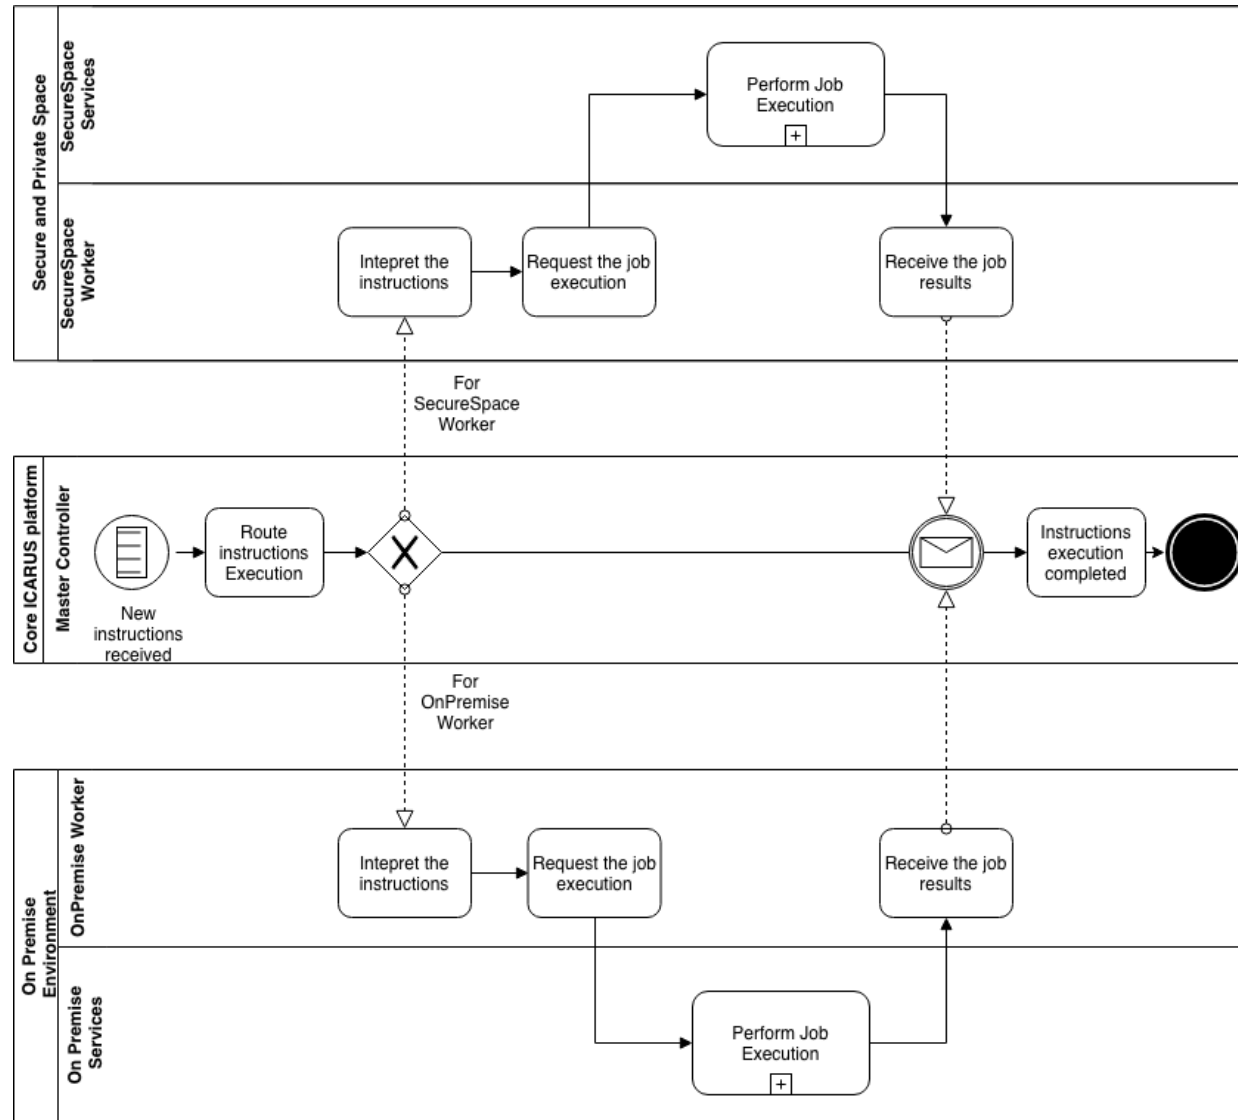 Secure and Private Space
SecureSpace
Services
Perform Job
Execution
+
SecureSpace
Worker
Intepret the
instructions
Request the job
execution
Receive the job
results
For
SecureSpace
Worker
Core ICARUS platform
Master Controller
New
instructions
received
Route
instructions
Execution
X
Instructions
execution
completed
For
OnPremise
Worker
On Premise
Environment
OnPremise Worker
Intepret the
instructions
Request the job
execution
Receive the job
results
On Premise
Services
Perform Job
Execution
+